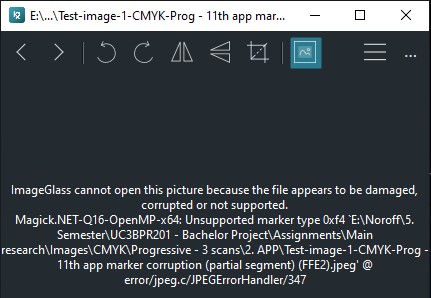 E:\...\Test-image-1-CMYK-Prog - 11th app mar...
ImageGlass cannot open this picture because the file appears to be damaged,
corrupted or not supported.
Magick.NET-Q16-OpenMP-x64: Unsupported marker type 0xf4 `E:\Noroff\5.
Semester\UC3BPR201 - Bachelor Project\Assignments\Main
research\Images\CMYK\Progressive - 3 scans\2. APP\Test-image-1-CMYK-Prog -
11th app marker corruption (partial segment) (FFE2).jpeg' @
error/jpeg.c/JPEGErrorHandler/347